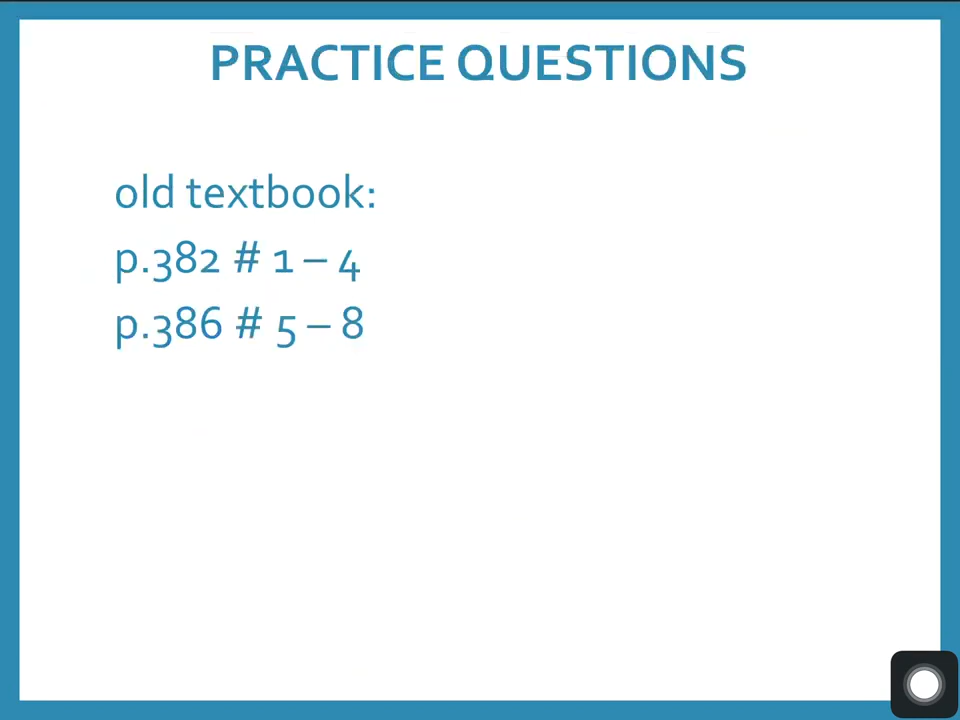 PRACTICE QUESTIONS
old textbook:
p.382 # 1 – 4
p.386 # 5 – 8